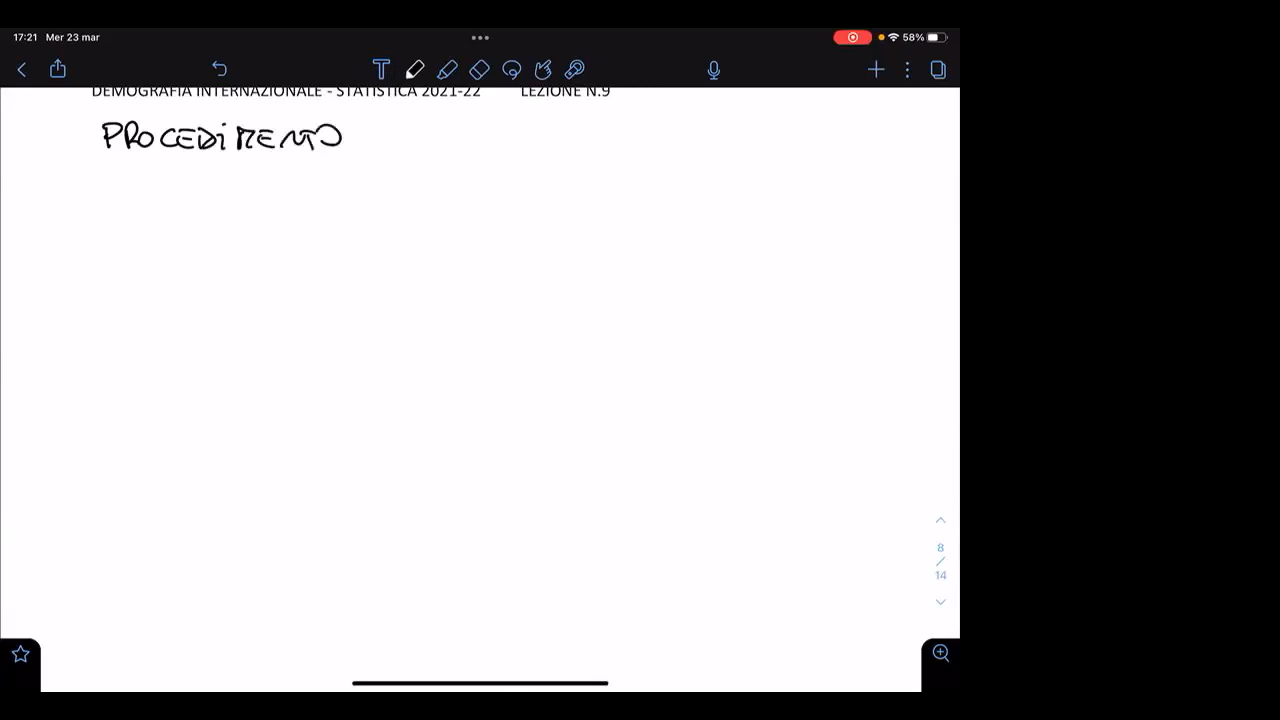 17:21 Mer 23 mar 58%
DEMOGRAFIA INTERNAZIONALE - STATISTICA 2021-22 LEZIONE N.9
PROCEDIMENTO
8
/
14